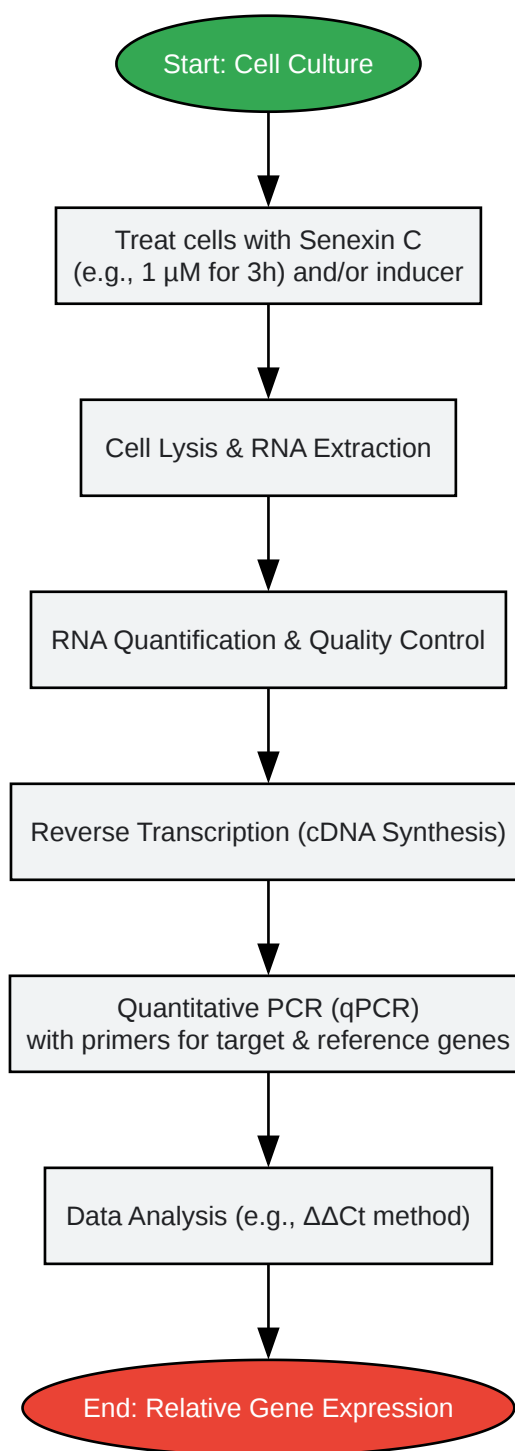 Start: Cell Culture
Treat cells with Senexin C
(e.g., 1 µM for 3h) and/or inducer
Cell Lysis & RNA Extraction
RNA Quantification & Quality Control
Reverse Transcription (cDNA Synthesis)
Quantitative PCR (qPCR)
with primers for target & reference genes
Data Analysis (e.g., ΔΔCt method)
End: Relative Gene Expression